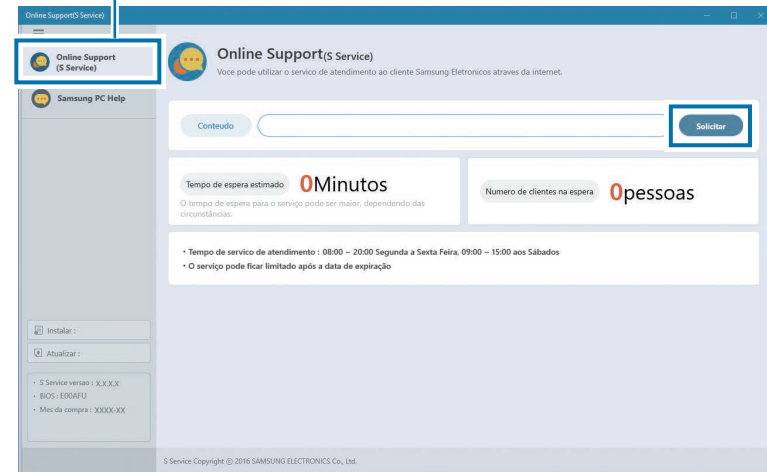 Online Support(S Service)
Online Support
(S Service)
Samsung PC Help
Online Support(S Service)
Voce pode utilizar o servico de atendimento ao cliente Samsung Eletronicos atraves da internet.
Conteudo
Solicitar
Tempo de espera estimado 0Minutos
O tempo de espera para o serviço pode ser maior, dependendo das
circunstâncias.
Numero de clientes na espera 0pessoas
• Tempo de servico de atendimento : 08:00 ~ 20:00 Segunda a Sexta Feira, 09:00 ~ 15:00 aos Sábados
• O serviço pode ficar limitado após a data de expiração
Instalar :
Atualizar :
• S Service versao : X.X.X.X
• BIOS : E00AFU
• Mes da compra : XXXX-XX
S Service Copyright © 2016 SAMSUNG ELECTRONICS Co., Ltd.